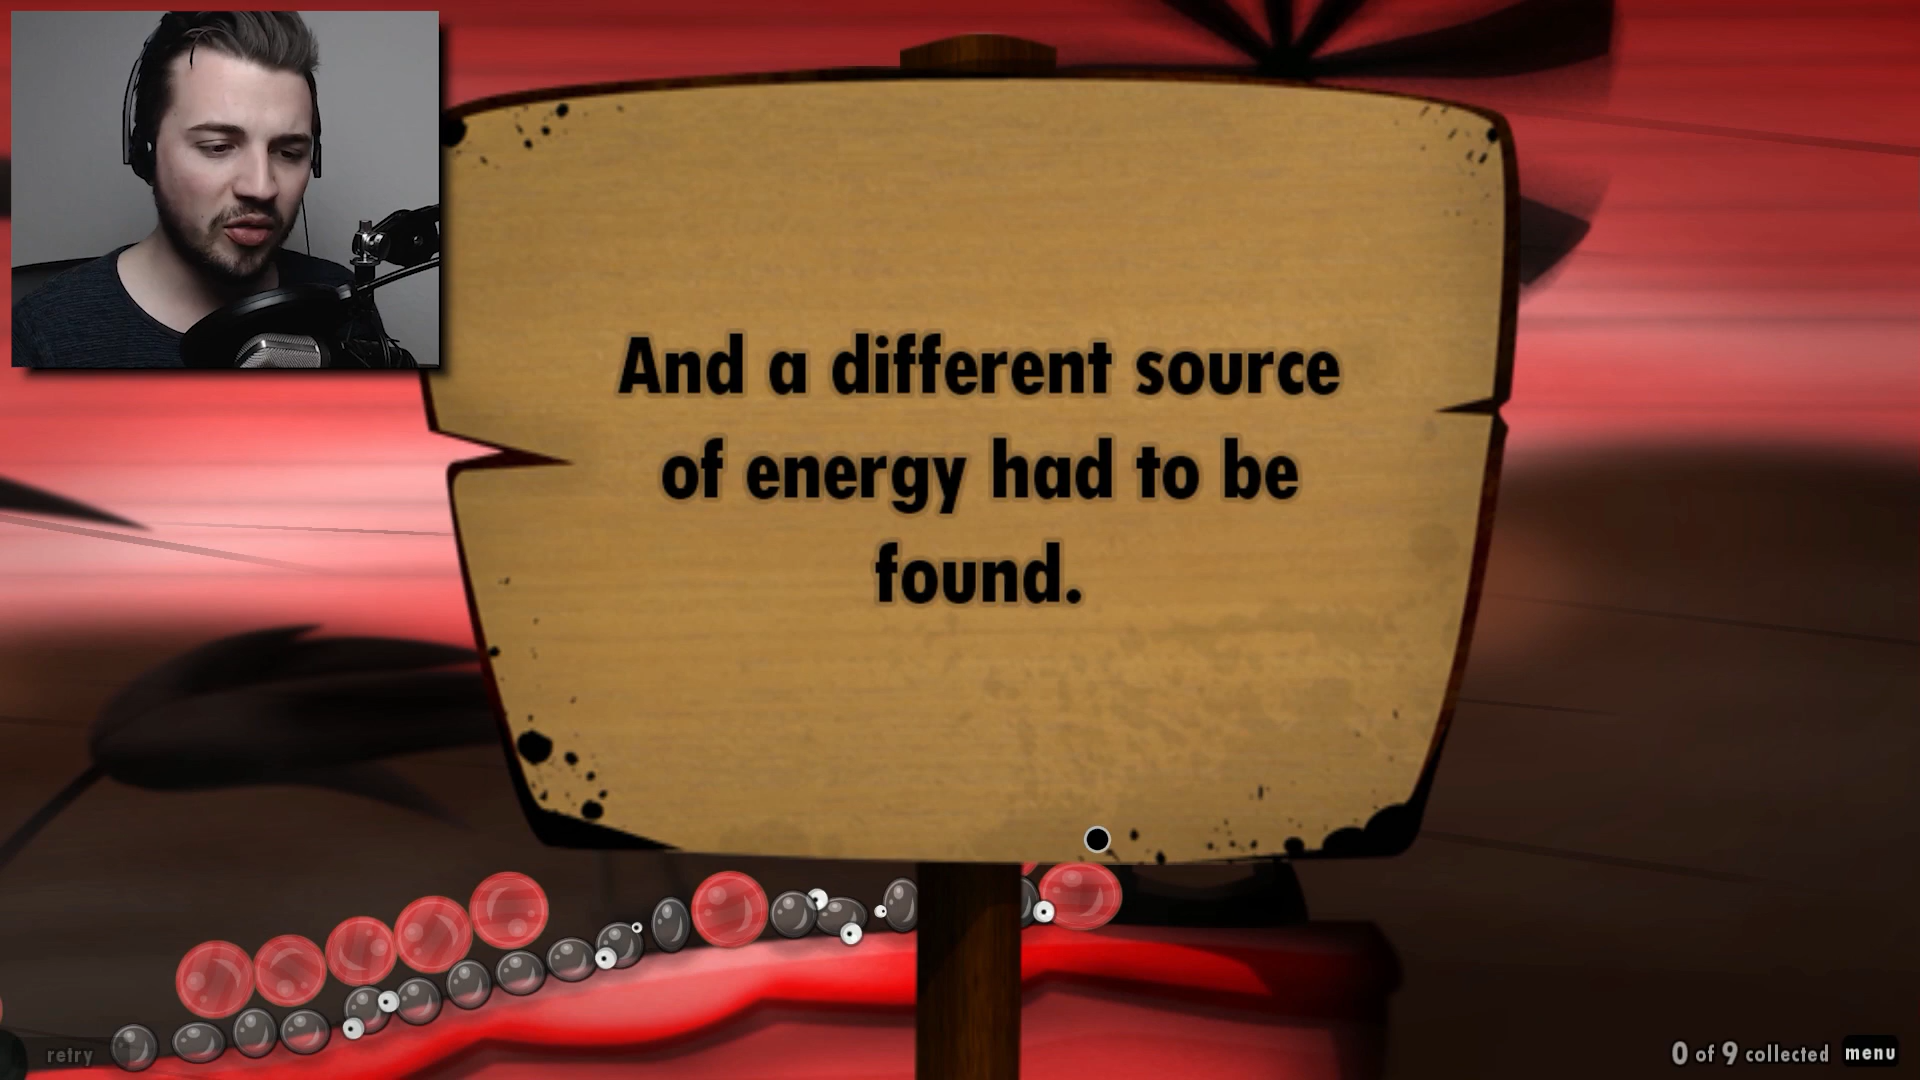 And a different source
of energy had to be
found.
retry
0 of 9 collected menu